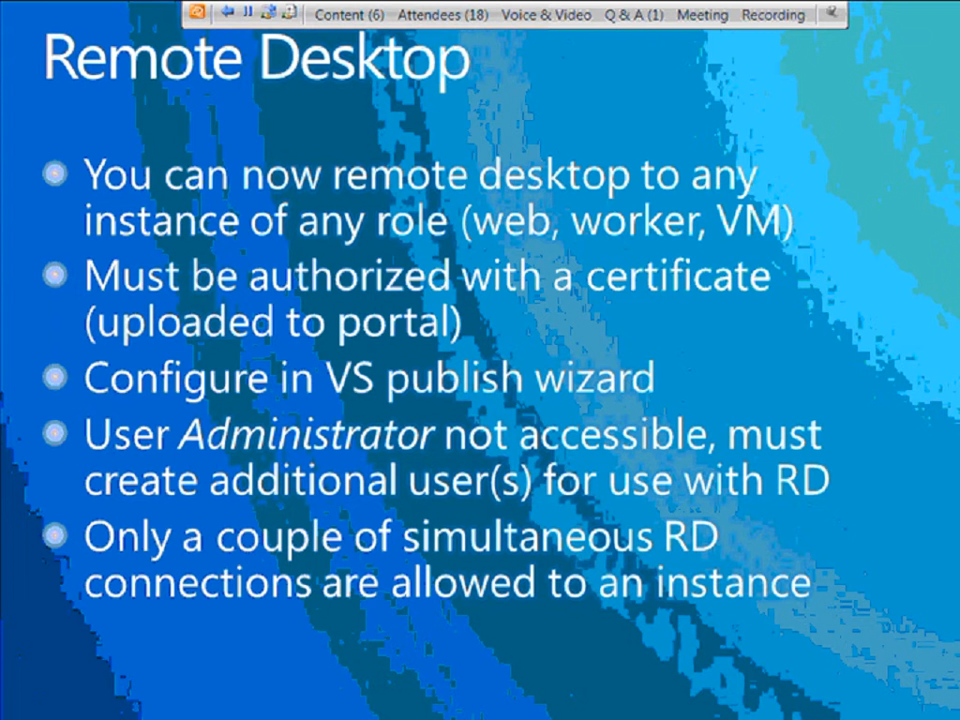 Content (6) Attendees (18) Voice & Video Q & A (1) Meeting Recording
Remote Desktop
You can now remote desktop to any
instance of any role (web, worker, VM)
Must be authorized with a certificate
(uploaded to portal)
Configure in VS publish wizard
User Administrator not accessible, must
create additional user(s) for use with RD
Only a couple of simultaneous RD
connections are allowed to an instance